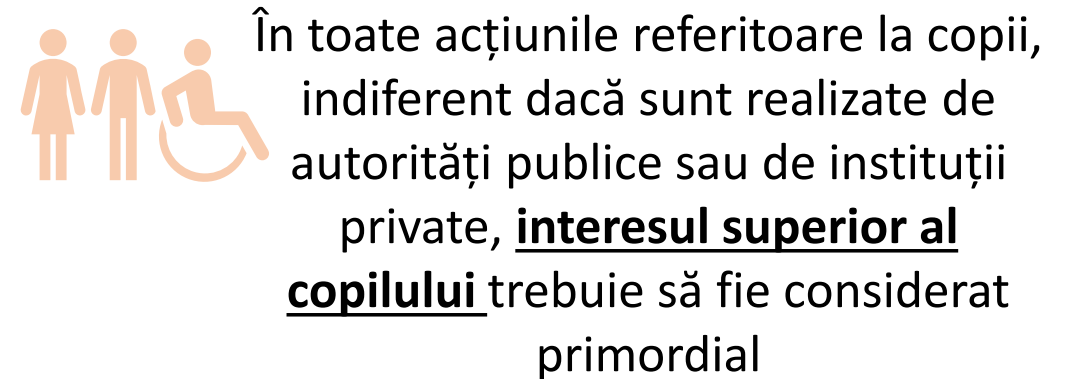 În toate acțiunile referitoare la copii,
indiferent dacă sunt realizate de
autorități publice sau de instituții
private, interesul superior al
copilului trebuie să fie considerat
primordial